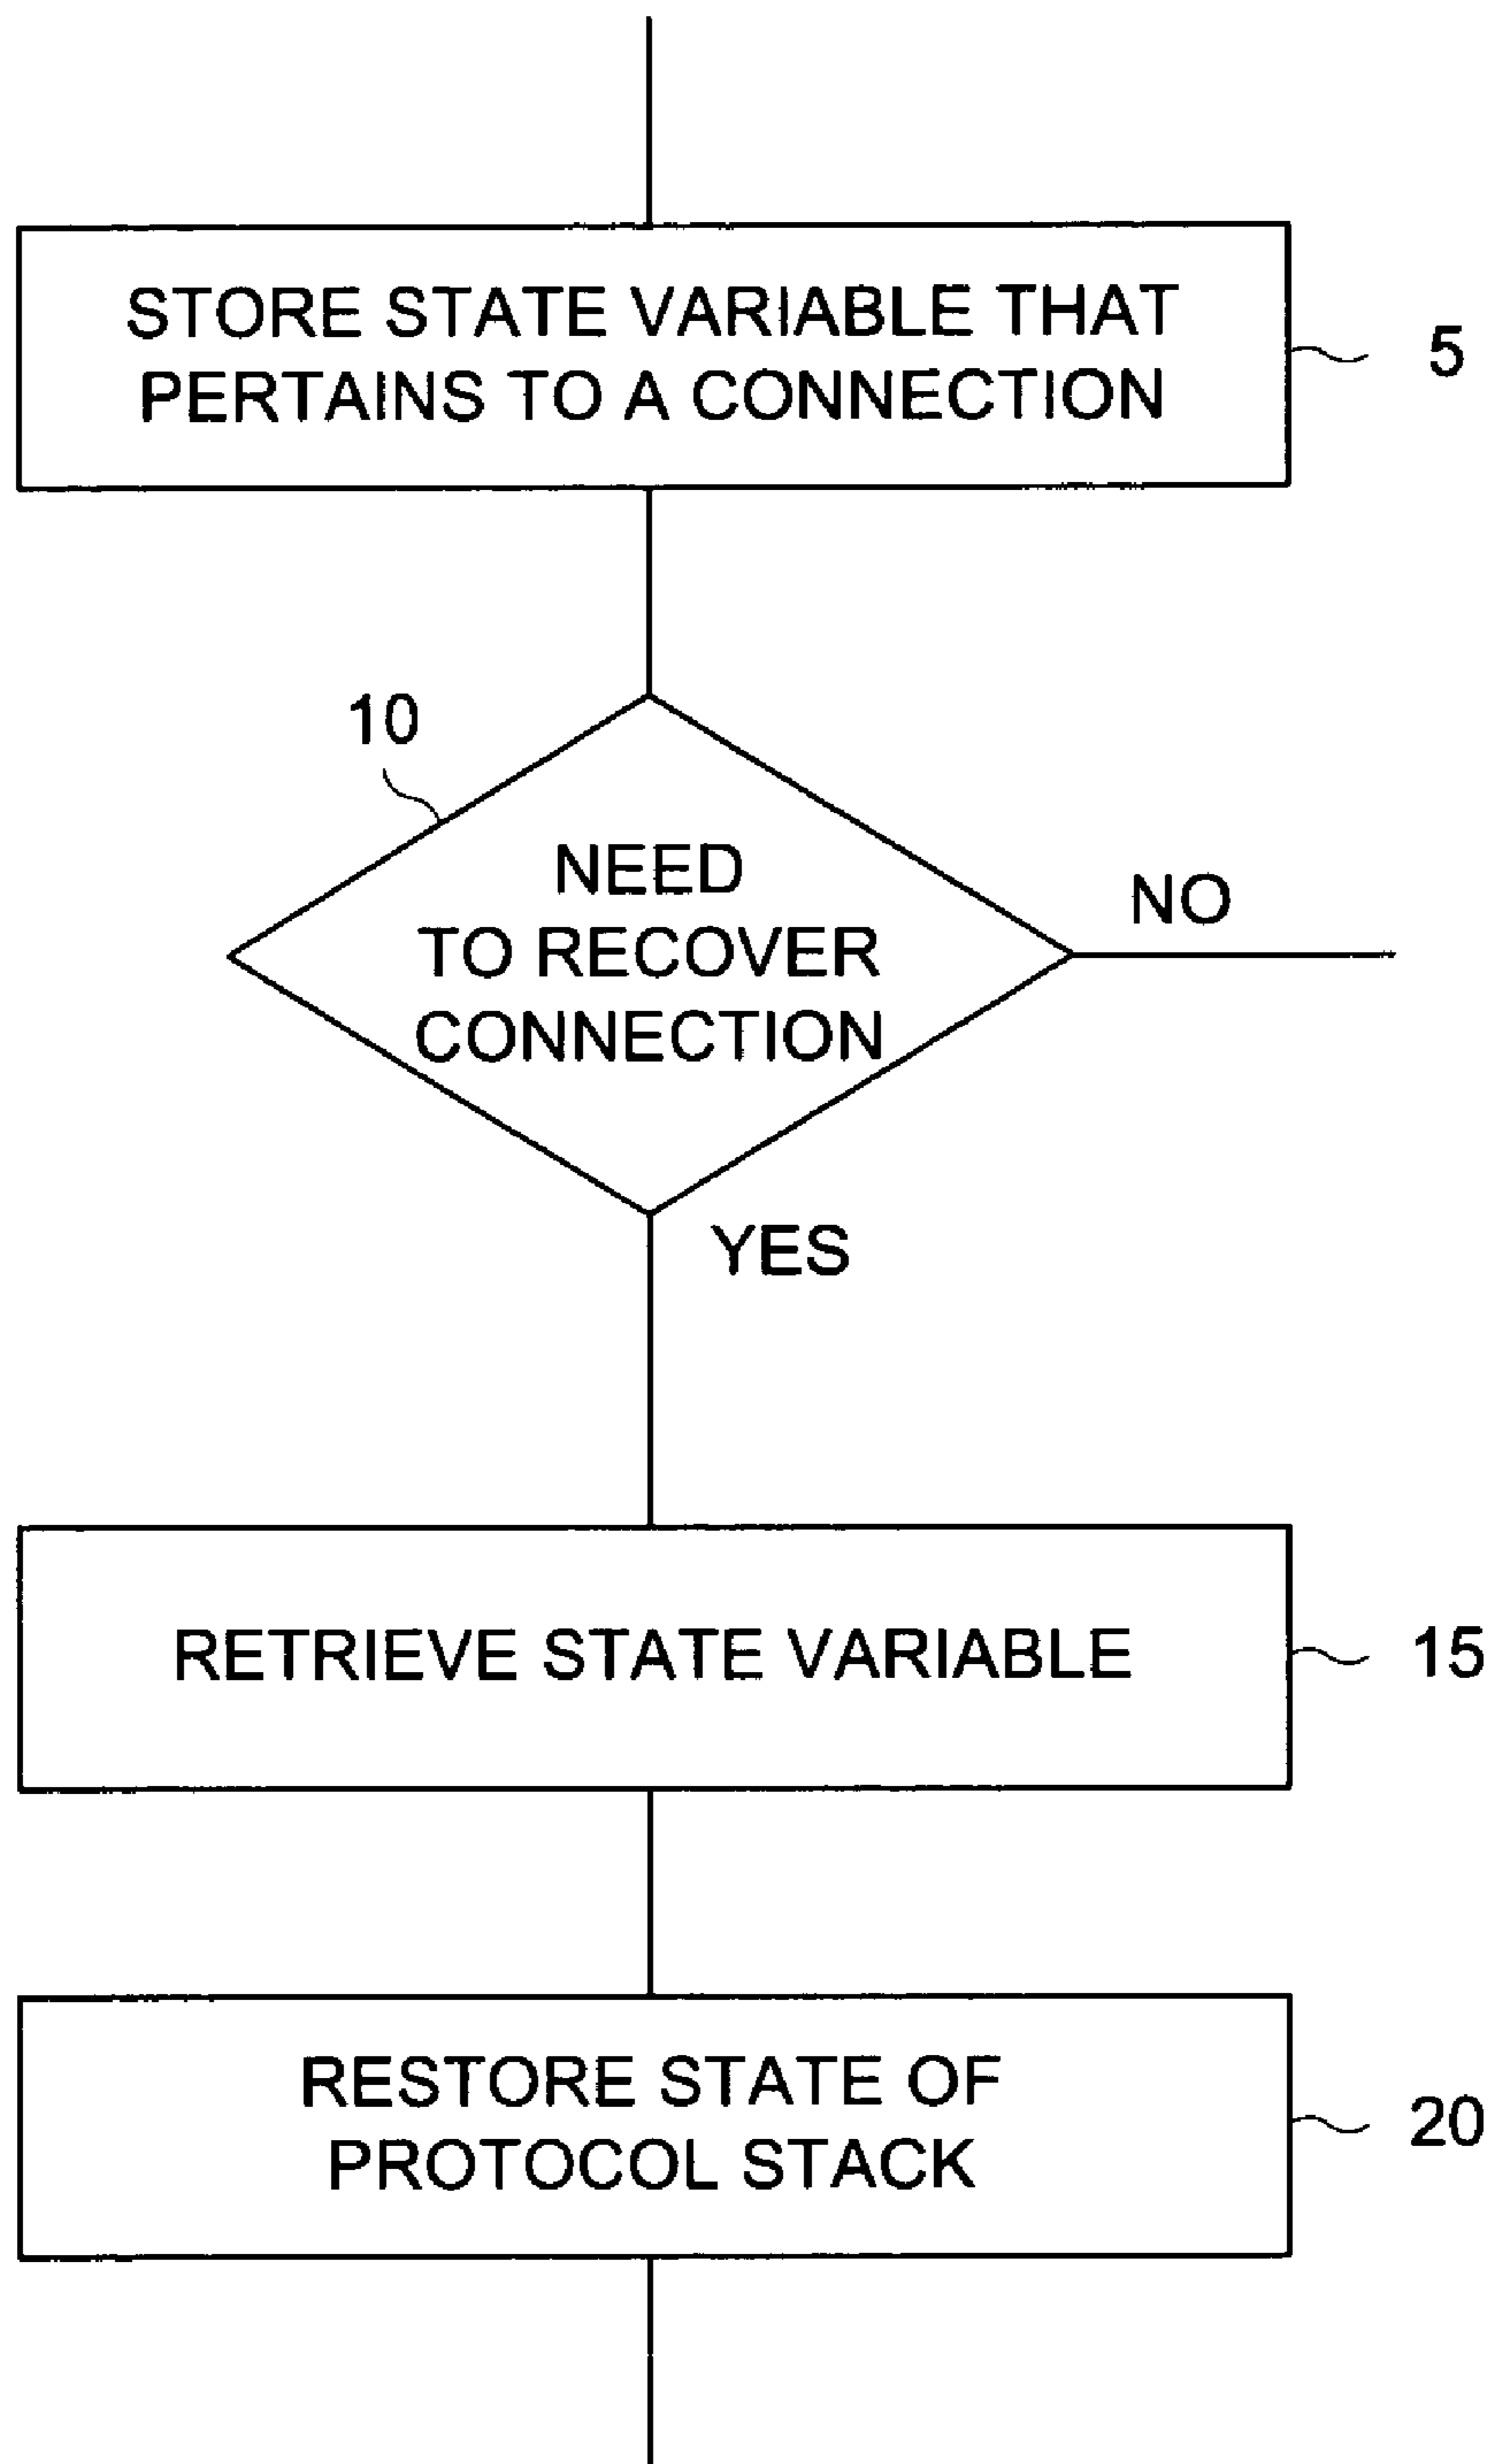 STORE STATE VARIABLE THAT
PERTAINS TO A CONNECTION
5
10
NEED
TO RECOVER
CONNECTION
NO
YES
RETRIEVE STATE VARIABLE
15
RESTORE STATE OF
PROTOCOL STACK
20